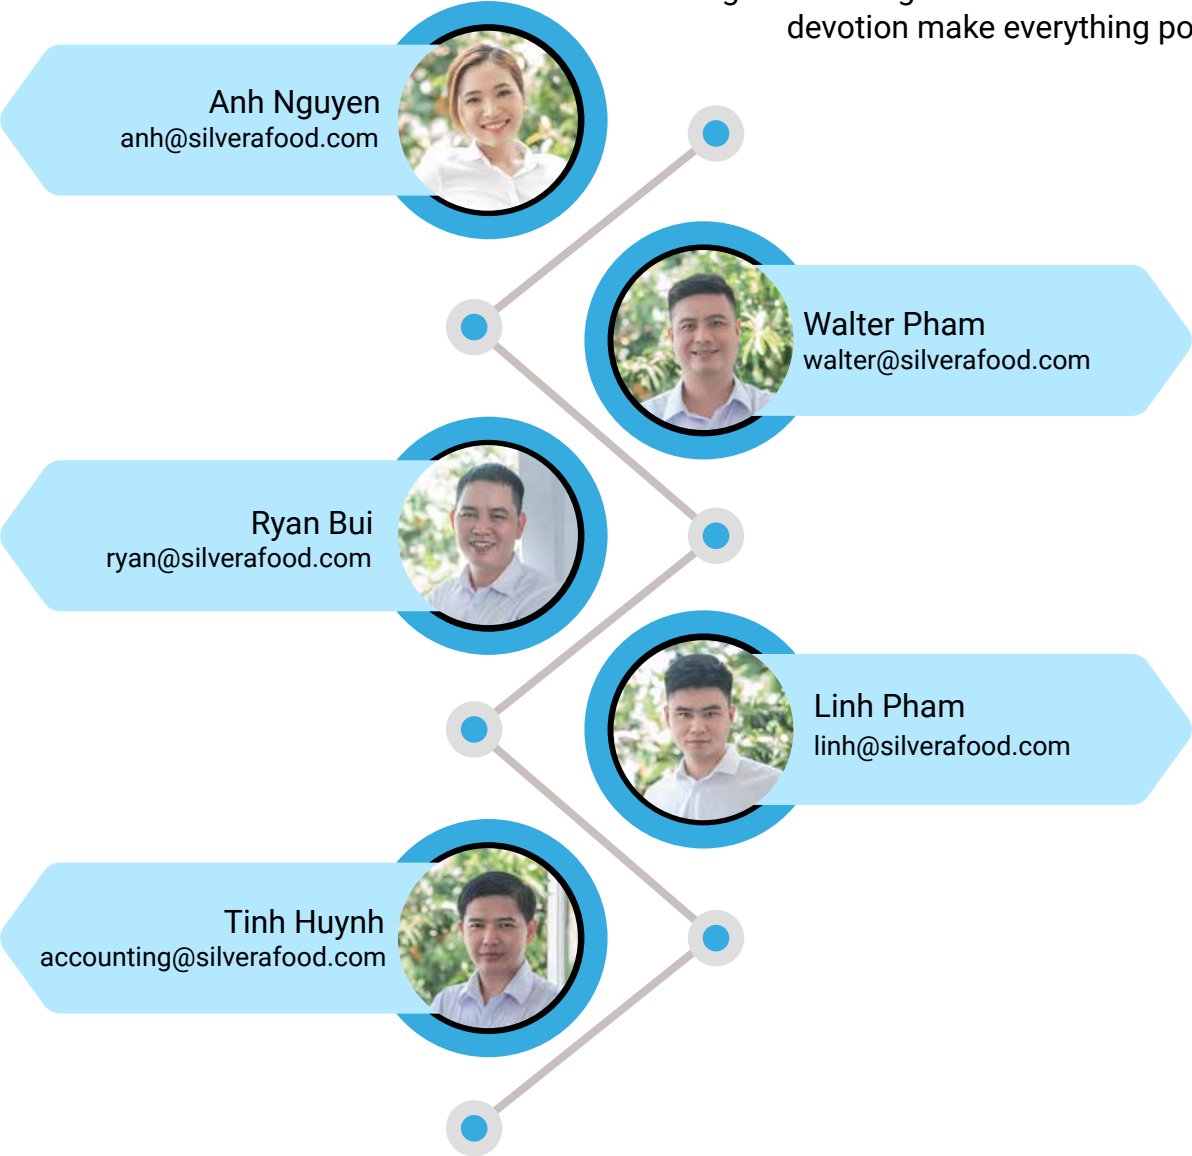 devotion make everything po
Anh Nguyen
anh@silverafood.com
Walter Pham
walter@silverafood.com
Ryan Bui
ryan@silverafood.com
Linh Pham
linh@silverafood.com
Tinh Huynh
accounting@silverafood.com